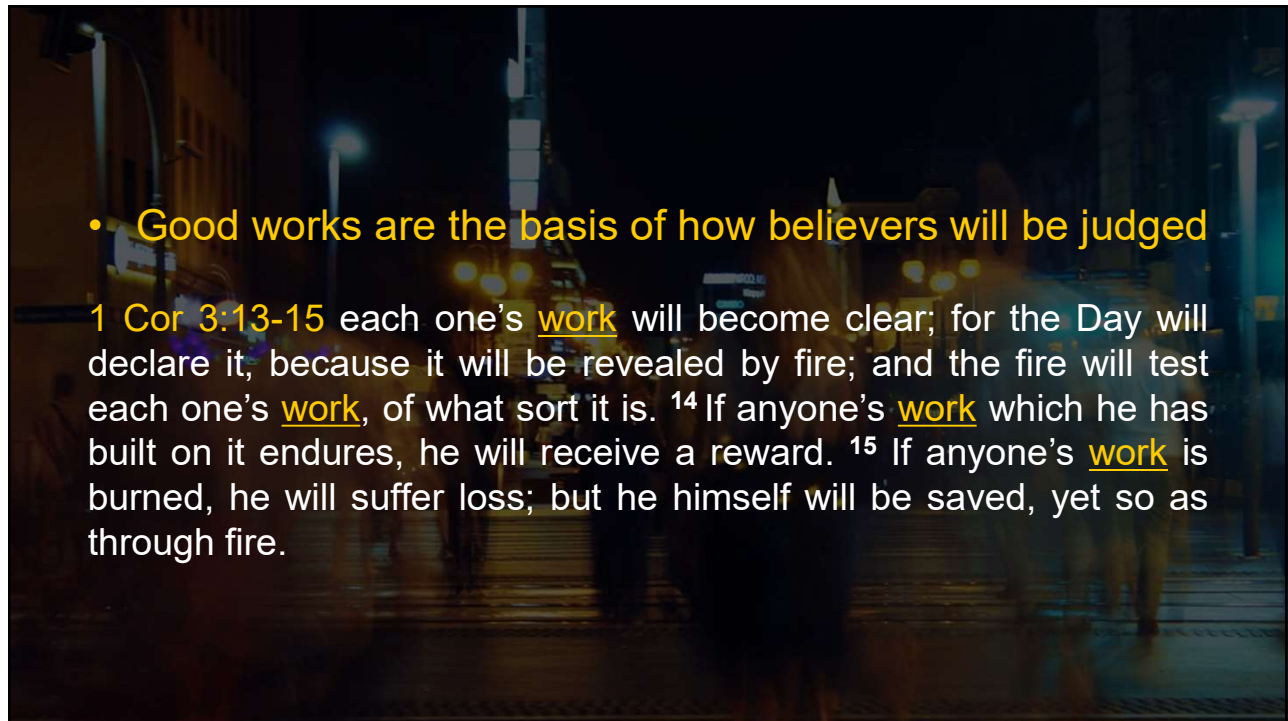 • Good works are the basis of how believers will be judged
1 Cor 3:13-15 each one’s work will become clear; for the Day will
declare it, because it will be revealed by fire; and the fire will test
each one’s work, of what sort it is. 14 If anyone’s work which he has
built on it endures, he will receive a reward. 15 If anyone’s work is
burned, he will suffer loss; but he himself will be saved, yet so as
through fire.